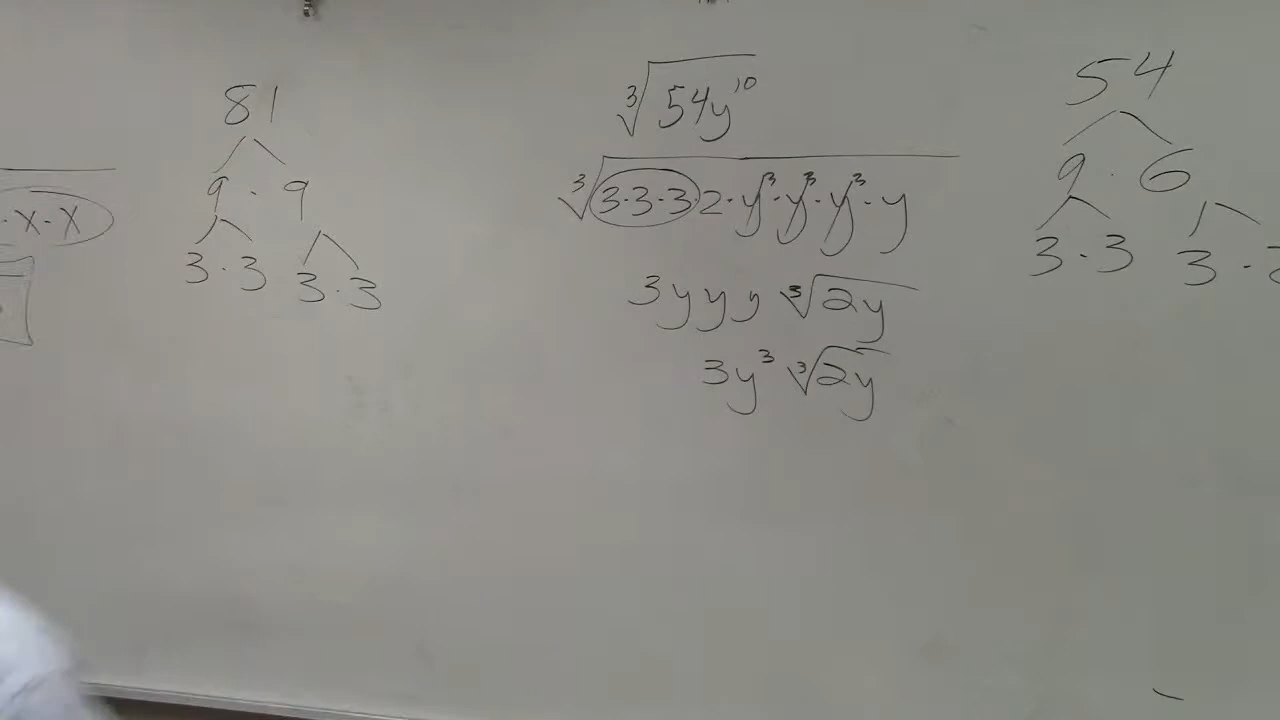 · x · x
81
9 · 9
3 · 3 3 · 3
∛54y¹⁰
∛3·3·3·2·y³·y³·y³·y
3yyy ∛2y
3y³ ∛2y
54
9 · 6
3 · 3 3 ·